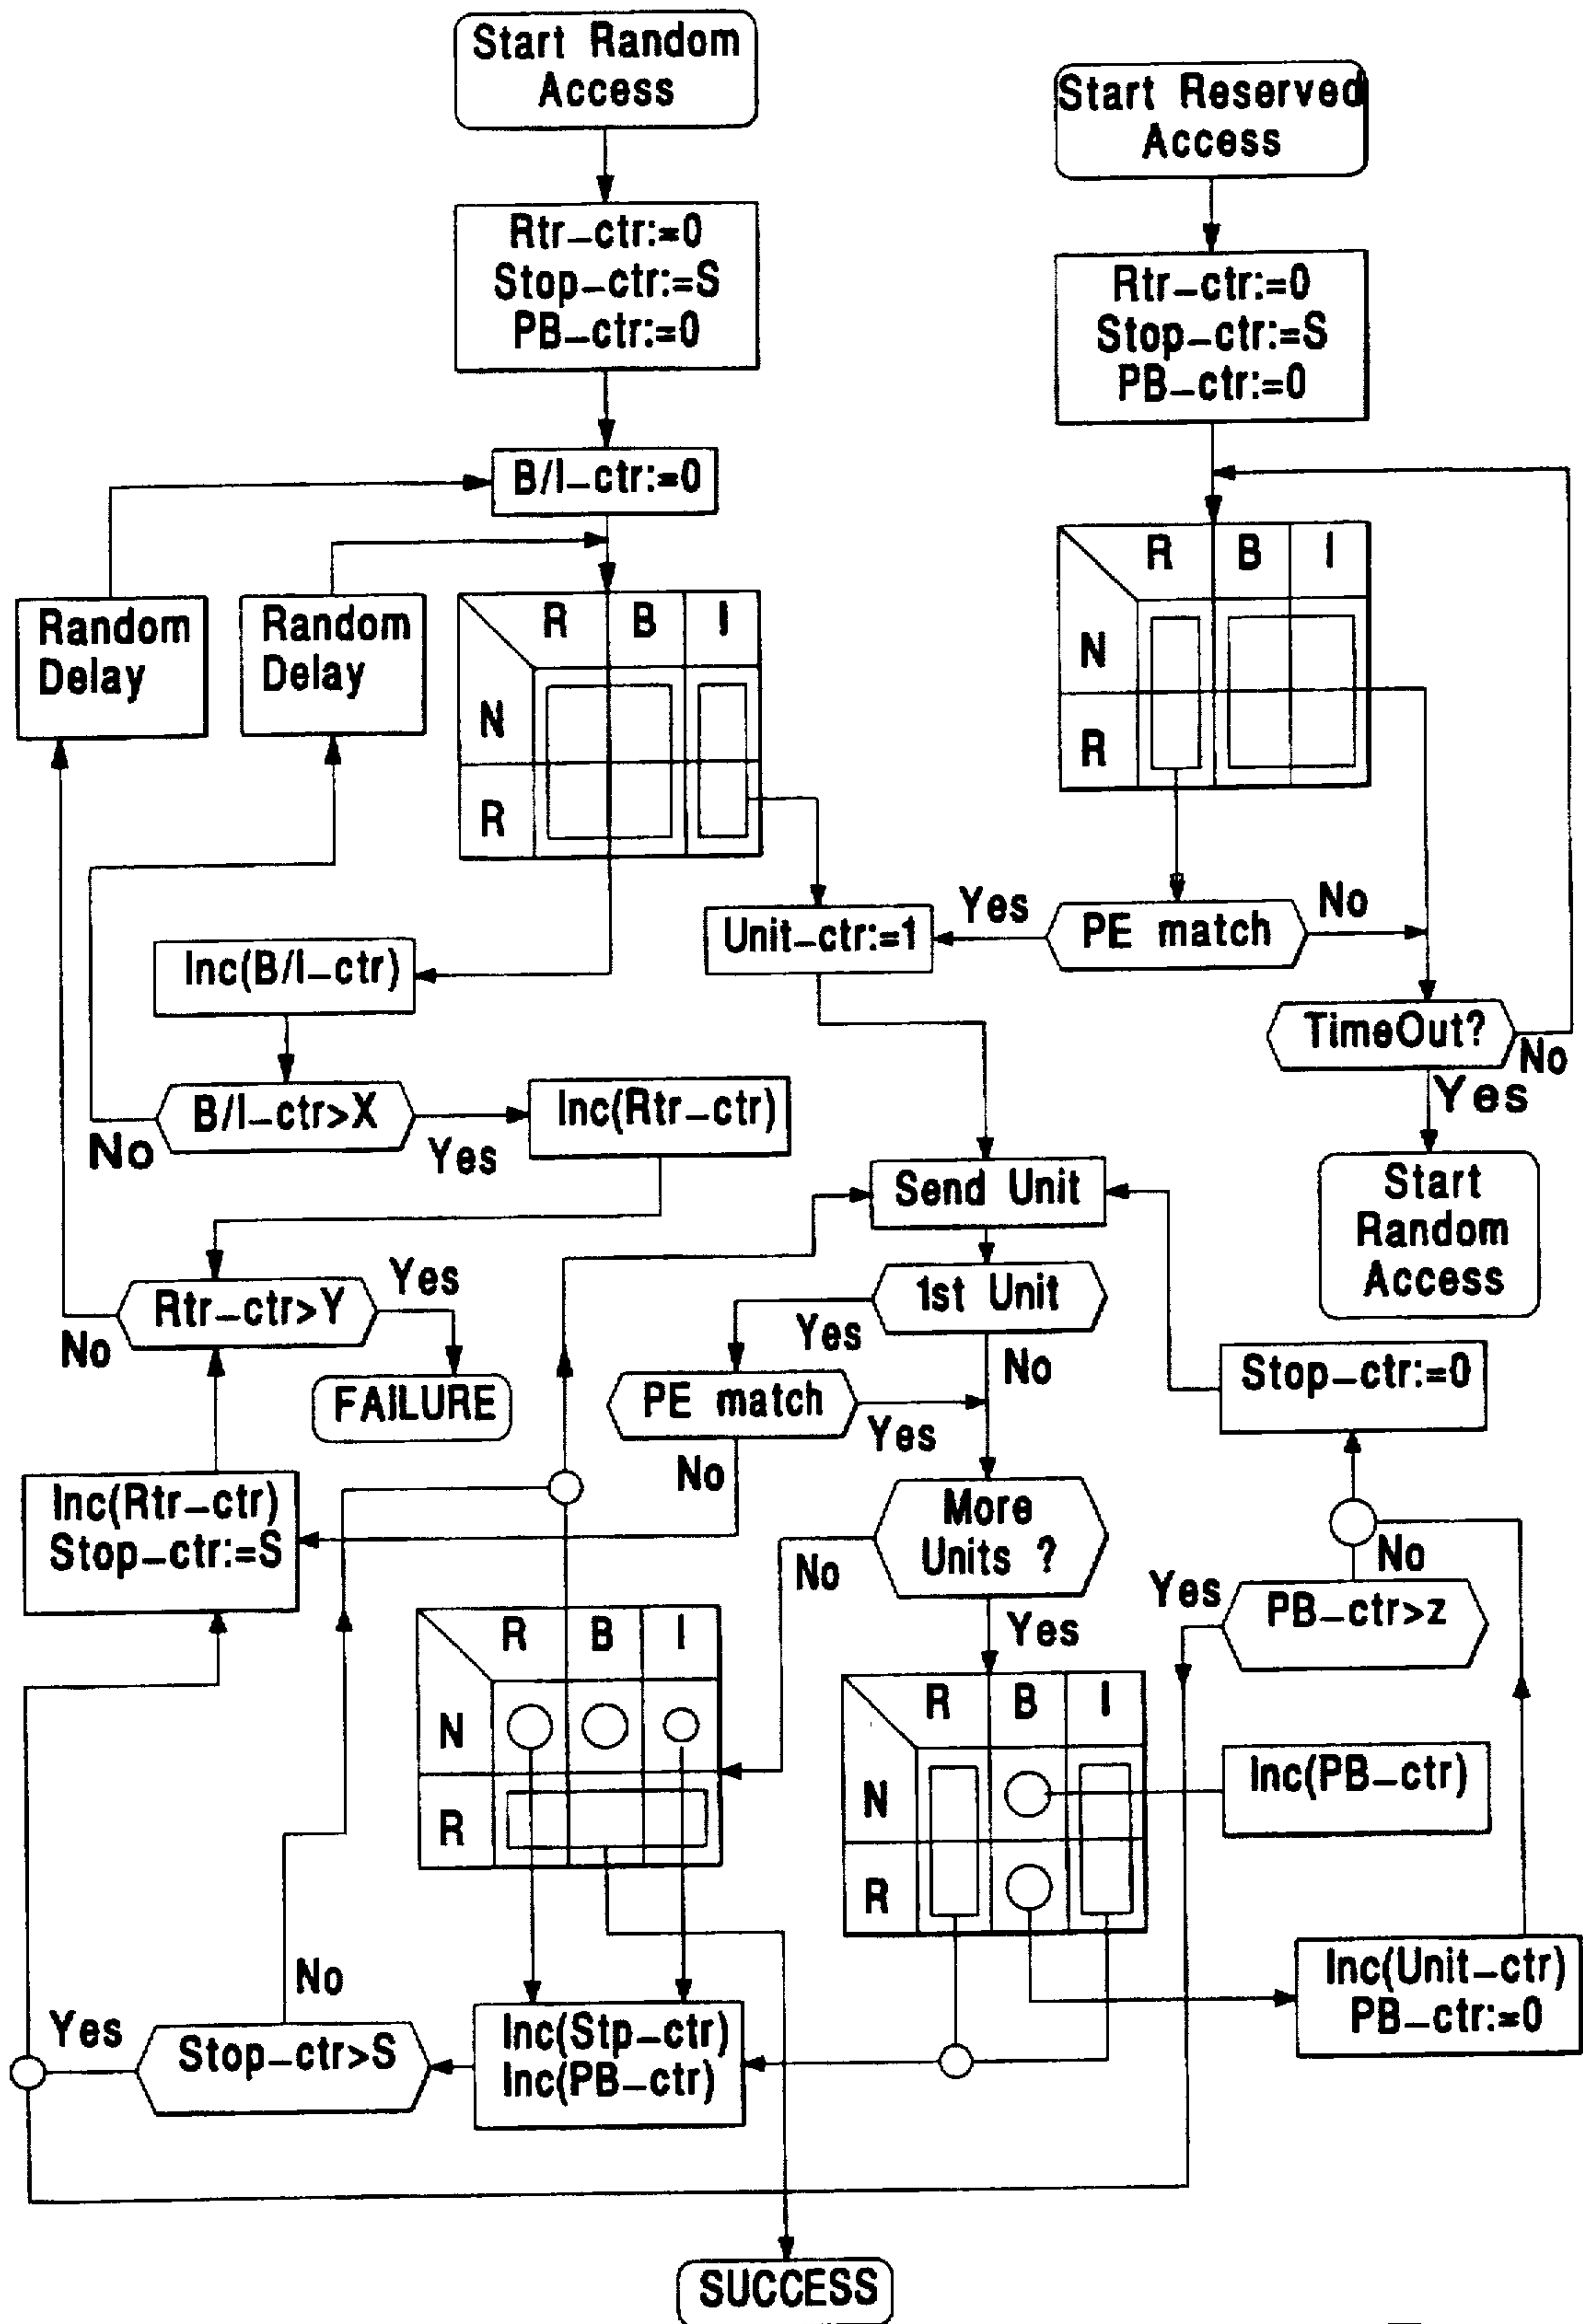 Start Random
Access
Start Reserved
Access
Rtr-ctr:=0
Stop-ctr:=S
PB-ctr:=0
Rtr-ctr:=0
Stop-ctr:=S
PB-ctr:=0
B/I-ctr:=0
R B I
N
R
Random
Delay
Random
Delay
R B I
N
R
Unit-ctr:=1
Yes
PE match
No
Inc(B/I-ctr)
TimeOut?
No
Yes
B/I-ctr>X
No
Yes
Inc(Rtr-ctr)
Send Unit
Start
Random
Access
Rtr-ctr>Y
Yes
No
FAILURE
1st Unit
Yes
No
PE match
Yes
No
Stop-ctr:=0
Inc(Rtr-ctr)
Stop-ctr:=S
More
Units ?
No
Yes
No
Yes
PB-ctr>z
R B I
N
R
R B I
N
R
Inc(PB-ctr)
Inc(Unit-ctr)
PB-ctr:=0
No
Yes
Stop-ctr>S
Inc(Stp-ctr)
Inc(PB-ctr)
SUCCESS